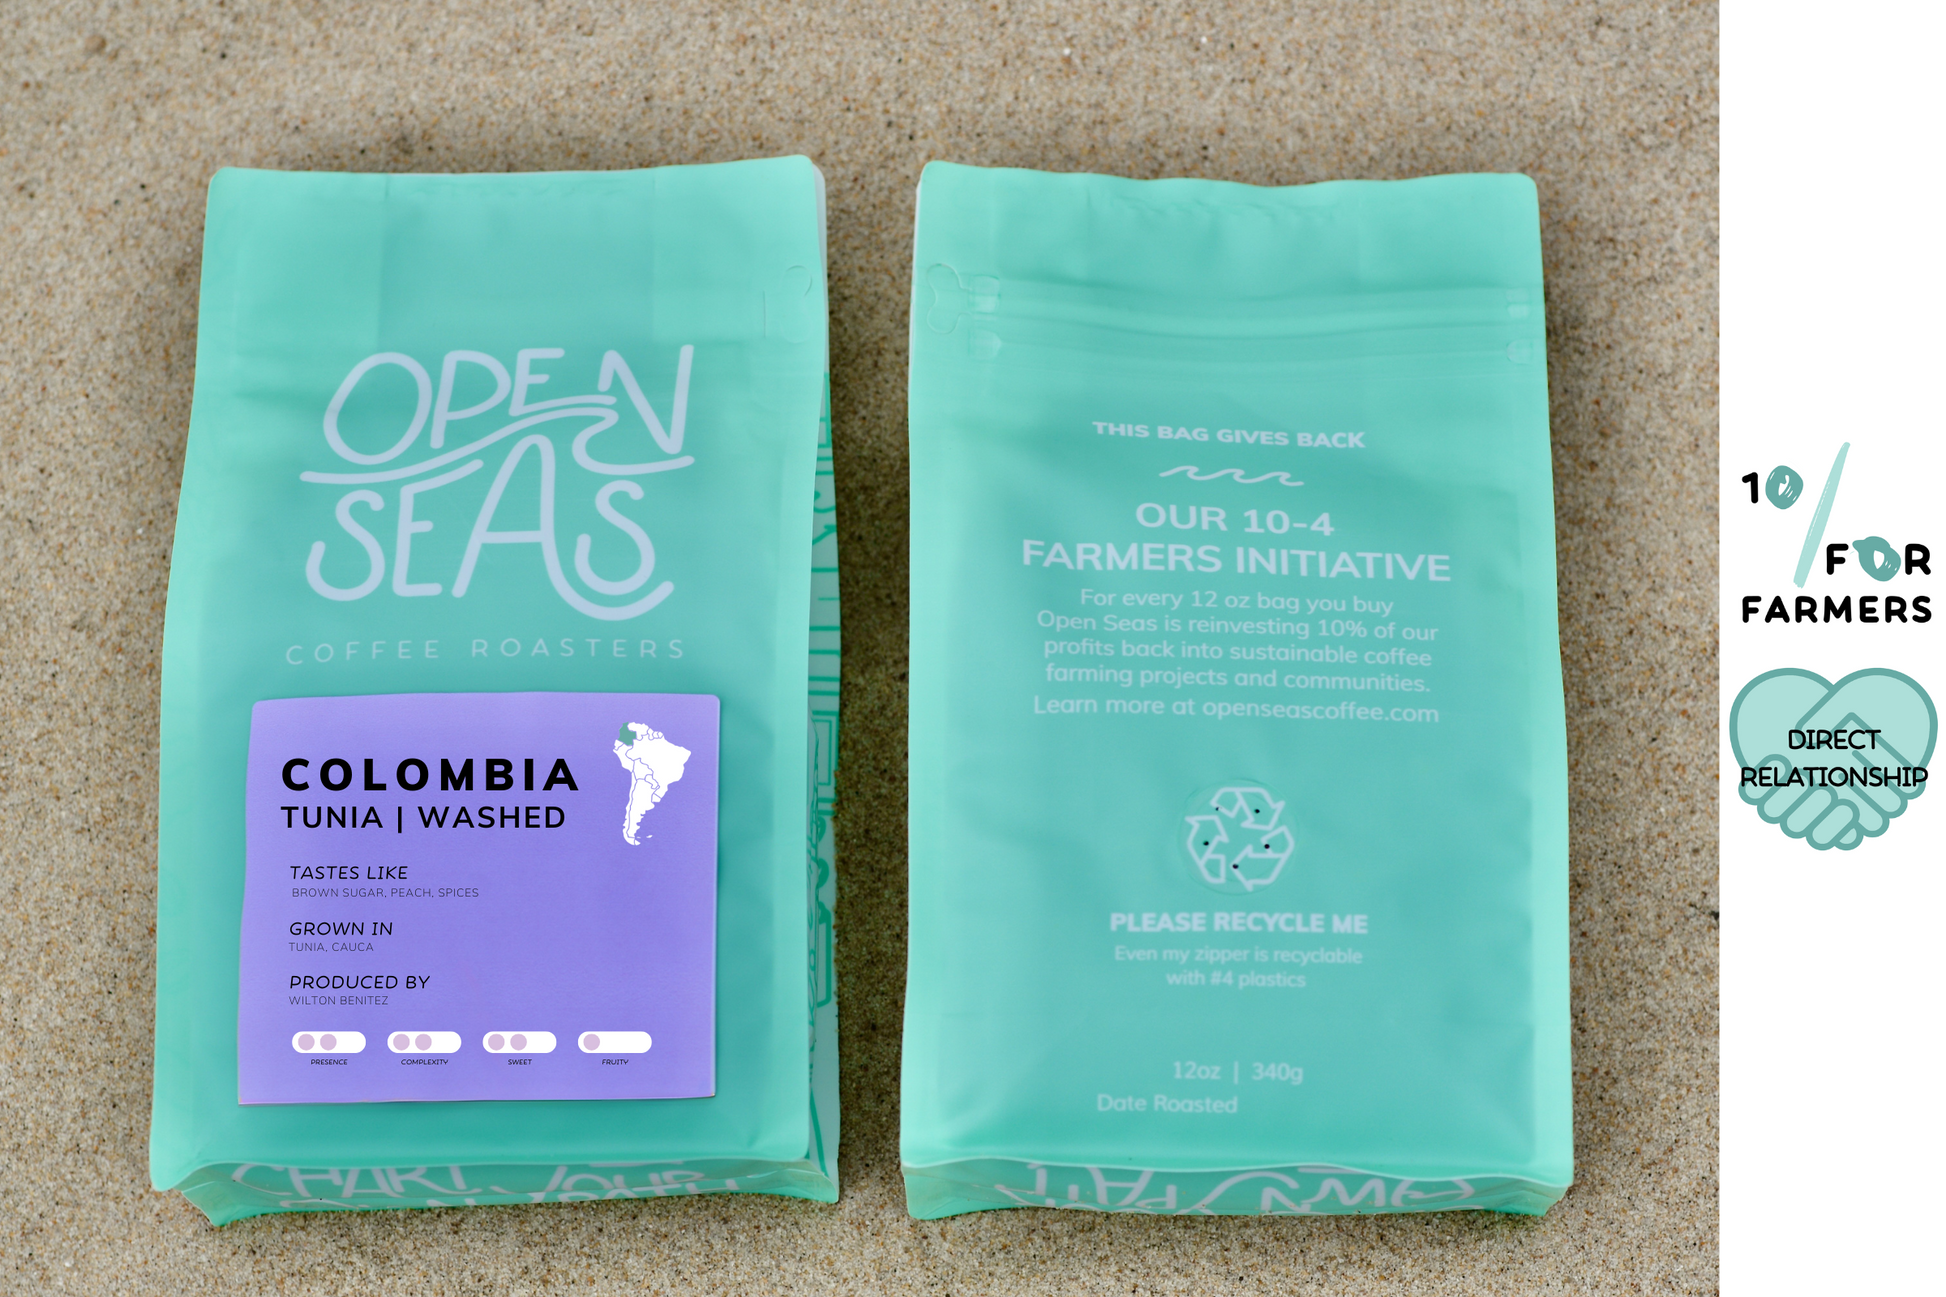 OPEN
SEAS
COFFEE ROASTERS
COLOMBIA
TUNIA | WASHED
TASTES LIKE
BROWN SUGAR, PEACH, SPICES
GROWN IN
TUNIA, CAUCA
PRODUCED BY
WILTON BENITEZ
PRESENCE
COMPLEXITY
SWEET
FRUITY
CHART YOUR
THIS BAG GIVES BACK
OUR 10-4
FARMERS INITIATIVE
For every 12 oz bag you buy
Open Seas is reinvesting 10% of our
profits back into sustainable coffee
farming projects and communities.
Learn more at openseascoffee.com
PLEASE RECYCLE ME
Even my zipper is recyclable
with #4 plastics
12oz | 340g
Date Roasted
OWN PATH
10% FOR
FARMERS
DIRECT
RELATIONSHIP